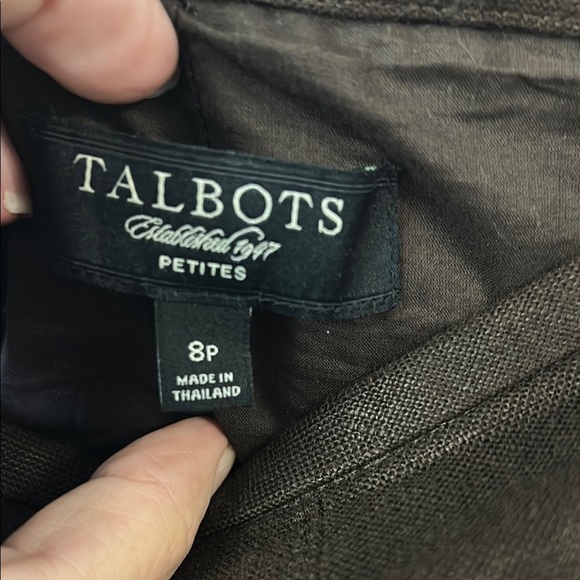 TALBOTS
Established 1947
PETITES
8P
MADE IN
THAILAND